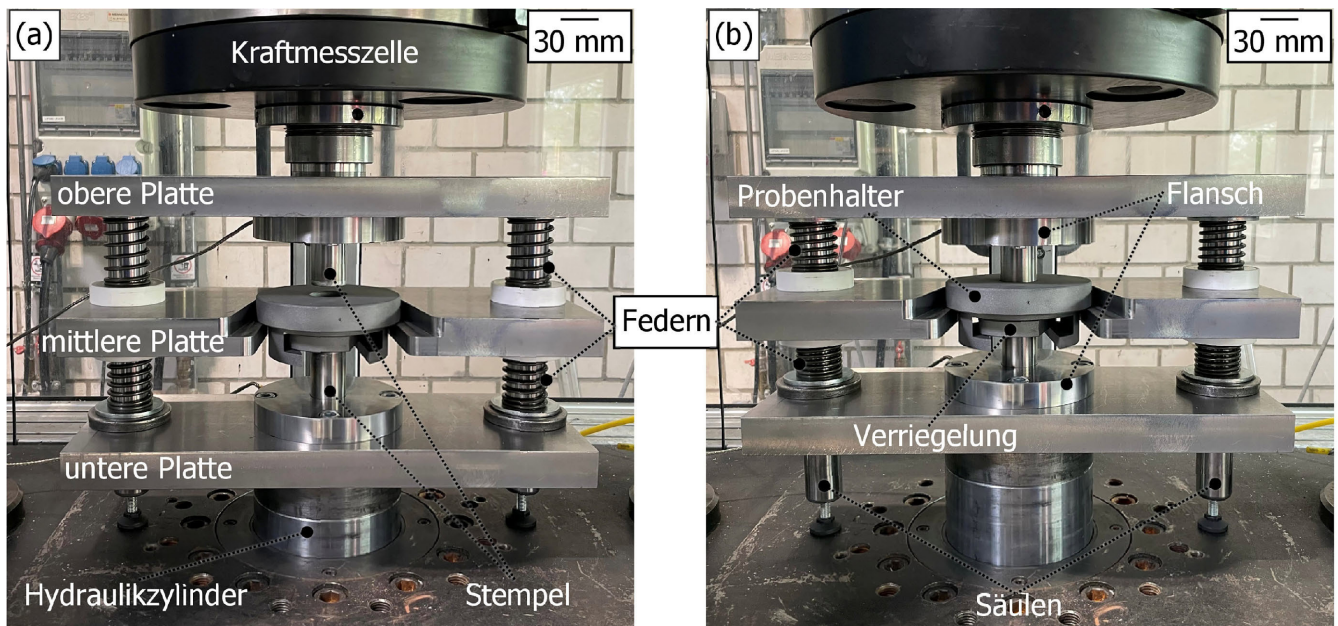 (a)
30 mm
Kraftmesszelle
obere Platte
mittlere Platte
untere Platte
Hydraulikzylinder
Stempel
Federn
(b)
30 mm
Probenhalter
Flansch
Verriegelung
Säulen